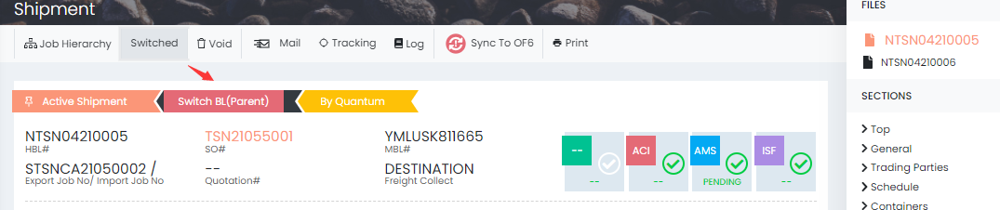 Shipment
Job Hierarchy Switched Void Mail Tracking Log Sync To OF6 Print
Active Shipment Switch BL(Parent) By Quantum
NTSN04210005 TSN21055001 YMLUSK811665
HBL# SO# MBL#
STSNCA21050002 / -- DESTINATION
Export Job No/ Import Job No Quotation# Freight Collect
-- ACI AMS ISF
-- -- PENDING --
FILES
NTSN04210005
NTSN04210006
SECTIONS
Top
General
Trading Parties
Schedule
Containers